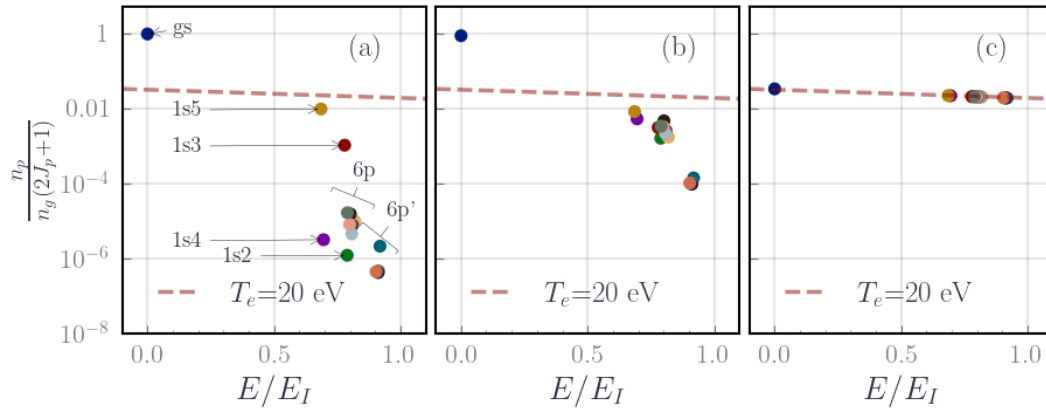 (a)
(b)
(c)
gs
1s5
1s3
6p
6p'
1s4
1s2
T_e=20 eV
T_e=20 eV
T_e=20 eV
1
0.01
10^{-4}
10^{-6}
10^{-8}
n_p
n_g(2J_p+1)
0.0 0.5 1.0
0.0 0.5 1.0
0.0 0.5 1.0
E/E_I
E/E_I
E/E_I